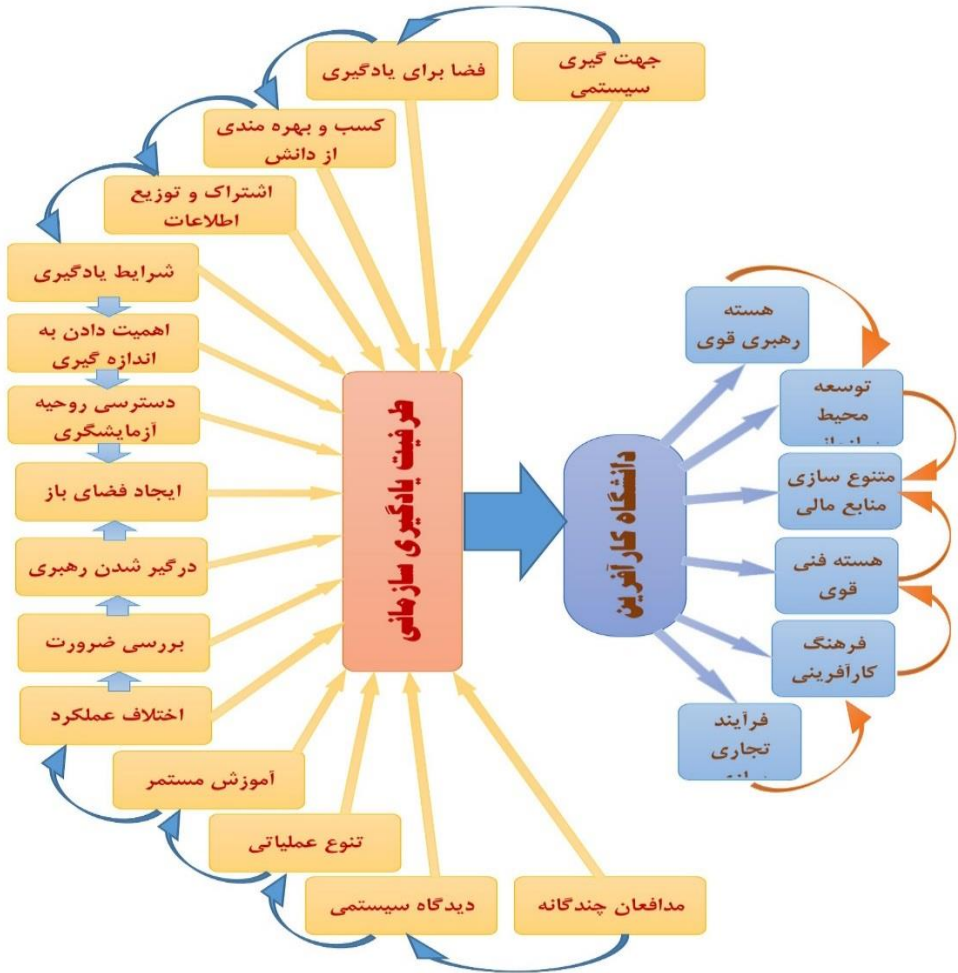 جهت گیری
سیستمی
فضا برای یادگیری
کسب و بهره مندی
از دانش
اشتراک و توزیع
اطلاعات
شرایط یادگیری
اهمیت دادن به
اندازه گیری
دسترسی روحیه
آزمایشگری
ایجاد فضای باز
درگیر شدن رهبری
بررسی ضرورت
اختلاف عملکرد
آموزش مستمر
تنوع عملیاتی
دیدگاه سیستمی
مدافعان چندگانه
ظرفیت یادگیری سازمانی
دانشگاه کارآفرین
هسته
رهبری قوی
توسعه
محیط
متنوع سازی
منابع مالی
هسته فنی
قوی
فرهنگ
کارآفرینی
فرآیند
تجاری